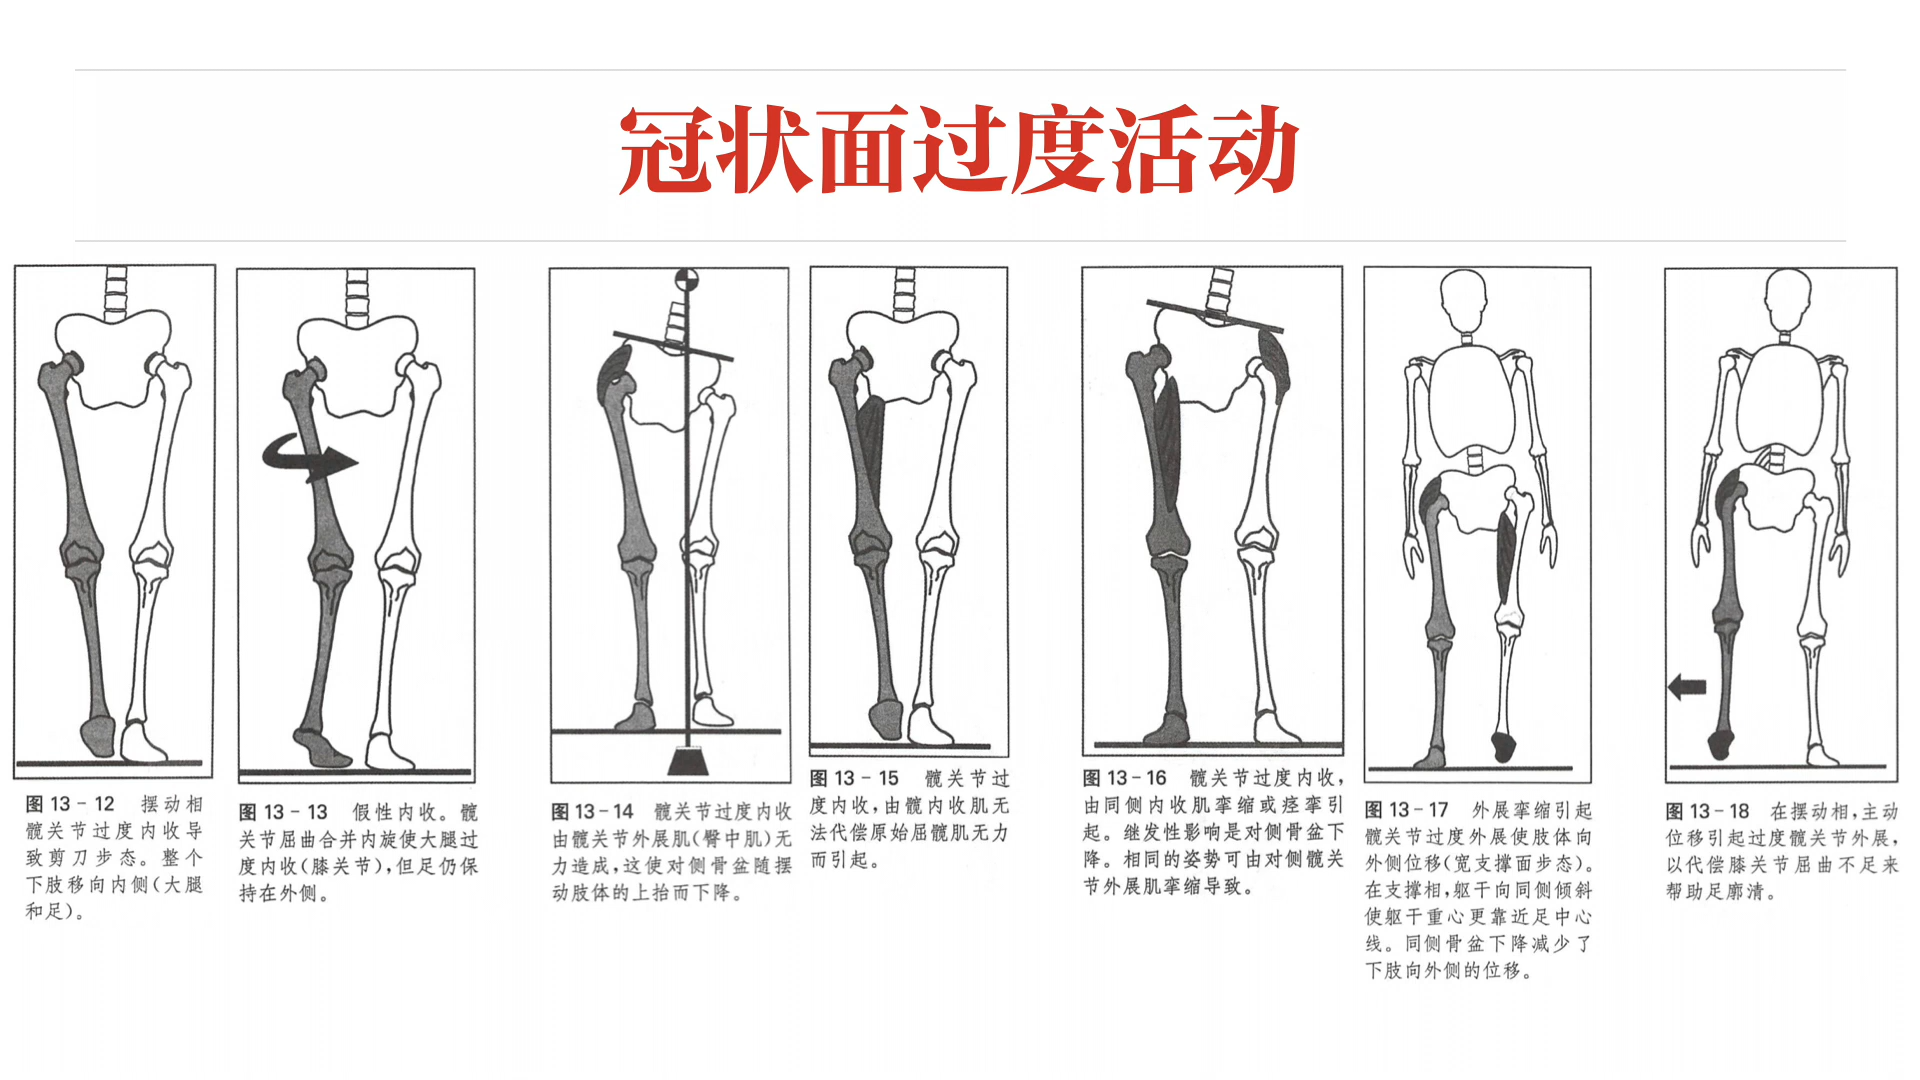 冠状面过度活动
图 13-12 摆动相
髋关节过度内收导
致剪刀步态。整个
下肢移向内侧(大腿
和足)。
图 13-13 假性内收。髋
关节屈曲合并内旋使大腿过
度内收(膝关节),但足仍保
持在外侧。
图 13-14 髋关节过度内收
由髋关节外展肌(臀中肌)无
力造成,这使对侧骨盆随摆
动肢体的上抬而下降。
图 13-15 髋关节过
度内收,由髋内收肌无
法代偿原始屈髋肌无力
而引起。
图 13-16 髋关节过度内收,
由同侧内收肌挛缩或痉挛引
起。继发性影响是对侧骨盆下
降。相同的姿势可由对侧髋关
节外展肌挛缩导致。
图 13-17 外展挛缩引起
髋关节过度外展使肢体向
外侧位移(宽支撑面步态)。
在支撑相,躯干向同侧倾斜
使躯干重心更靠近足中心
线。同侧骨盆下降减少了
下肢向外侧的位移。
图 13-18 在摆动相,主动
位移引起过度髋关节外展,
以代偿膝关节屈曲不足来
帮助足廓清。